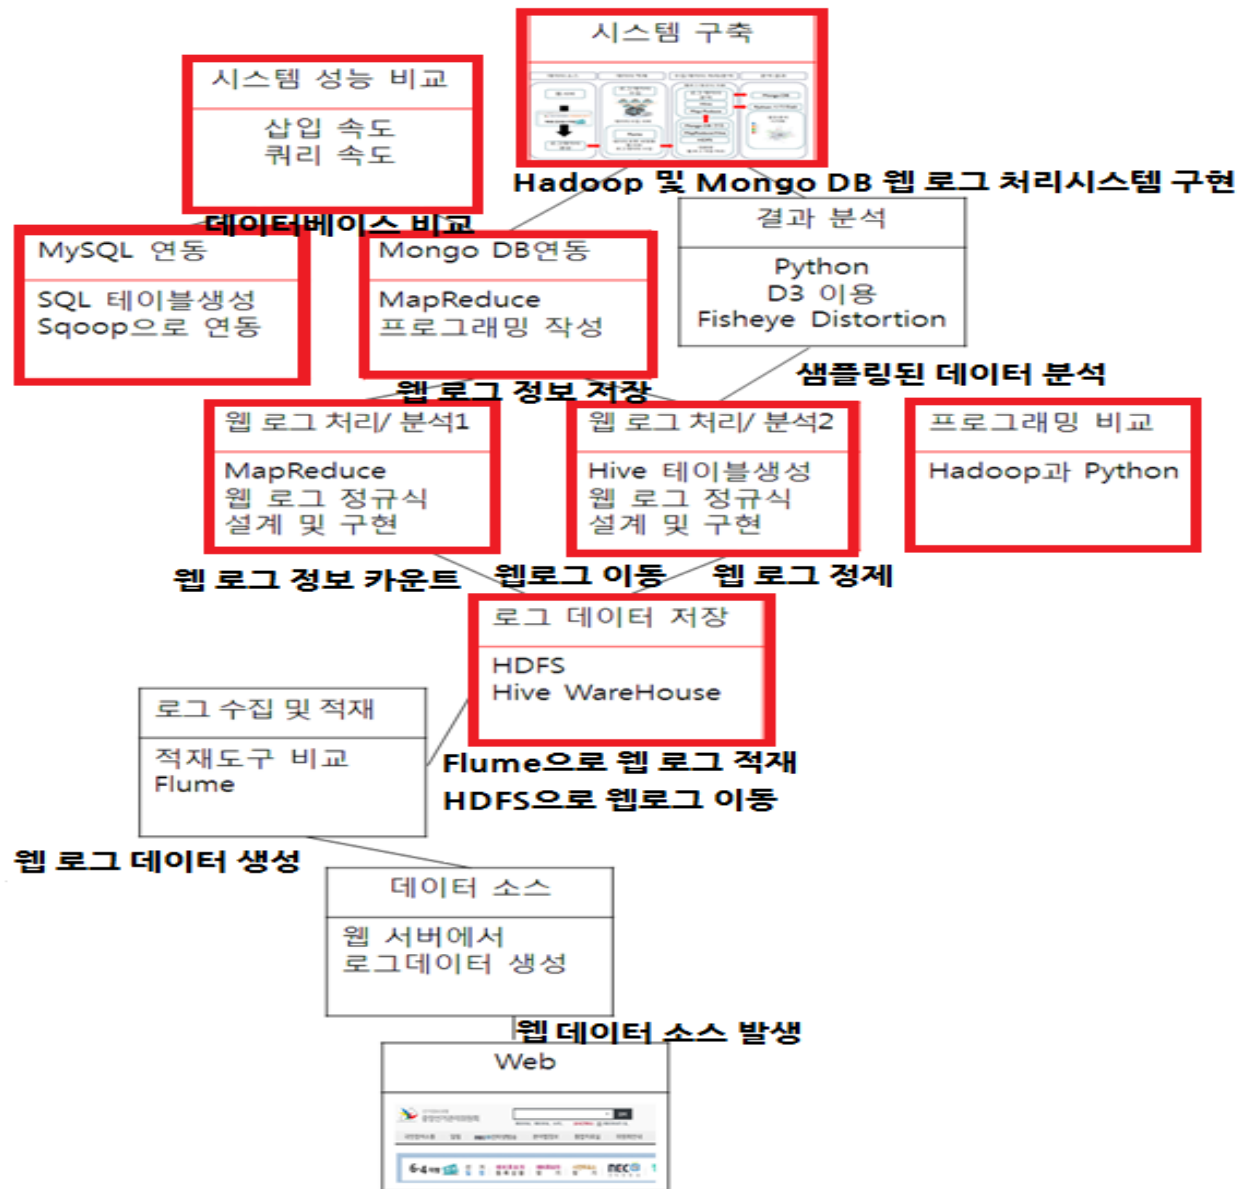 시스템 구축
시스템 성능 비교
삽입 속도
쿼리 속도
Hadoop 및 Mongo DB 웹 로그 처리시스템 구현
데이터베이스 비교
MySQL 연동
SQL 테이블생성
Sqoop으로 연동
Mongo DB연동
MapReduce
프로그래밍 작성
결과 분석
Python
D3 이용
Fisheye Distortion
웹 로그 정보 저장
샘플링된 데이터 분석
웹 로그 처리/ 분석1
MapReduce
웹 로그 정규식
설계 및 구현
웹 로그 처리/ 분석2
Hive 테이블생성
웹 로그 정규식
설계 및 구현
프로그래밍 비교
Hadoop과 Python
웹 로그 정보 카운트
웹로그 이동
웹 로그 정제
로그 데이터 저장
HDFS
Hive WareHouse
로그 수집 및 적재
적재도구 비교
Flume
Flume으로 웹 로그 적재
HDFS으로 웹로그 이동
웹 로그 데이터 생성
데이터 소스
웹 서버에서
로그데이터 생성
웹 데이터 소스 발생
Web